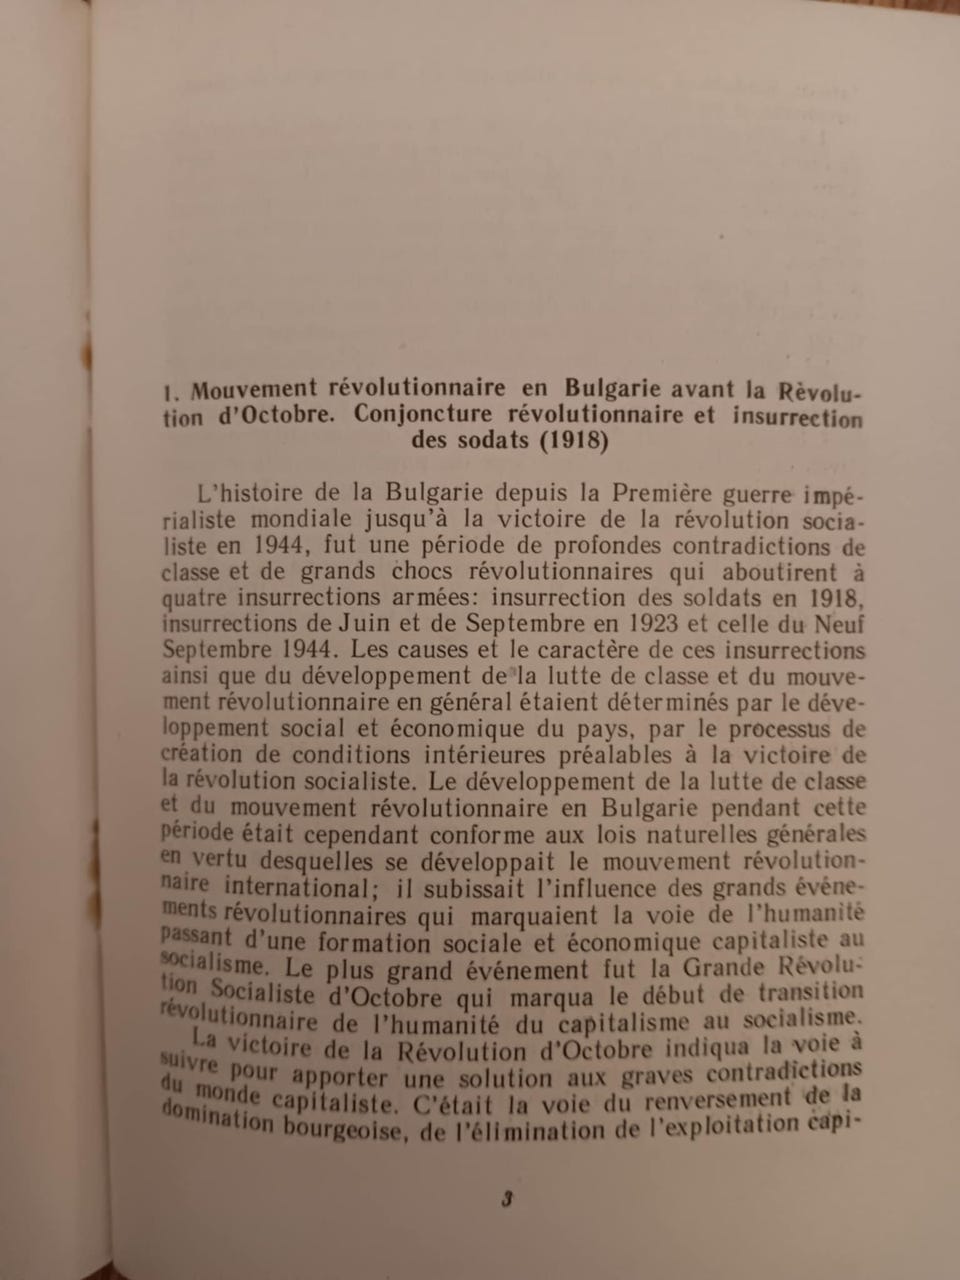 1. Mouvement révolutionnaire en Bulgarie avant la Rèvolu-
tion d'Octobre. Conjoncture révolutionnaire et insurrection
des sodats (1918)
L'histoire de la Bulgarie depuis la Première guerre impé-
rialiste mondiale jusqu'à la victoire de la révolution socia-
liste en 1944, fut une période de profondes contradictions de
classe et de grands chocs révolutionnaires qui aboutirent à
quatre insurrections armées: insurrection des soldats en 1918,
insurrections de Juin et de Septembre en 1923 et celle du Neuf
Septembre 1944. Les causes et le caractère de ces insurrections
ainsi que du développement de la lutte de classe et du mouve-
ment révolutionnaire en général étaient déterminés par le déve-
loppement social et économique du pays, par le processus de
création de conditions intérieures préalables à la victoire de
la révolution socialiste. Le développement de la lutte de classe
et du mouvement révolutionnaire en Bulgarie pendant cette
période était cependant conforme aux lois naturelles générales
en vertu desquelles se développait le mouvement révolution-
naire international; il subissait l'influence des grands événe-
ments révolutionnaires qui marquaient la voie de l'humanité
passant d'une formation sociale et économique capitaliste au
socialisme. Le plus grand événement fut la Grande Révolu-
tion Socialiste d'Octobre qui marqua le début de transition
révolutionnaire de l'humanité du capitalisme au socialisme.
La victoire de la Révolution d'Octobre indiqua la voie à
suivre pour apporter une solution aux graves contradictions
du monde capitaliste. C'était la voie du renversement de la
domination bourgeoise, de l'élimination de l'exploitation capi-
3